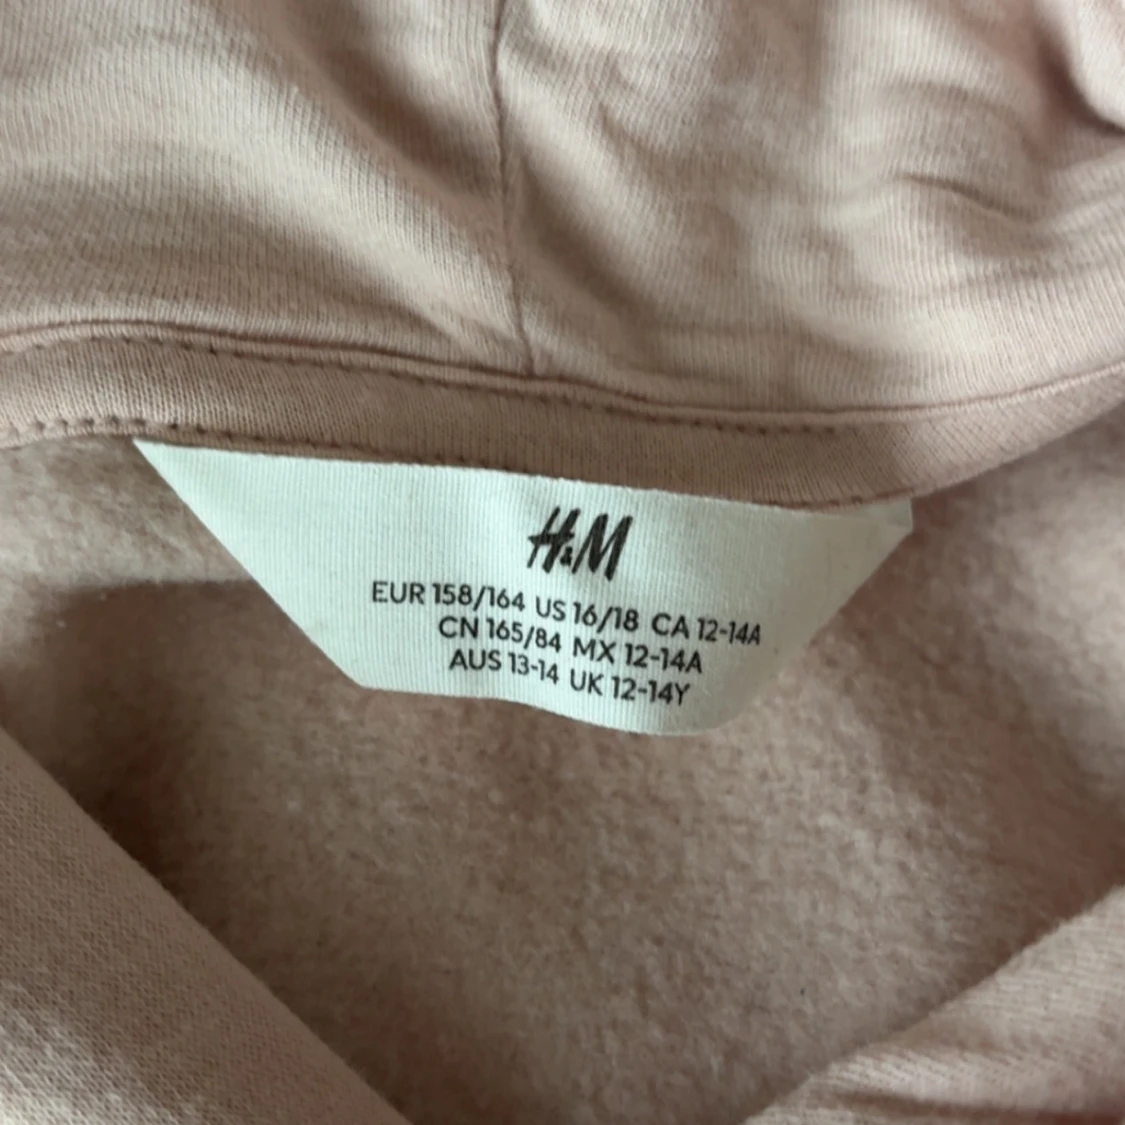 H&M
EUR 158/164 US 16/18 CA 12-14A
CN 165/84 MX 12-14A
AUS 13-14 UK 12-14Y